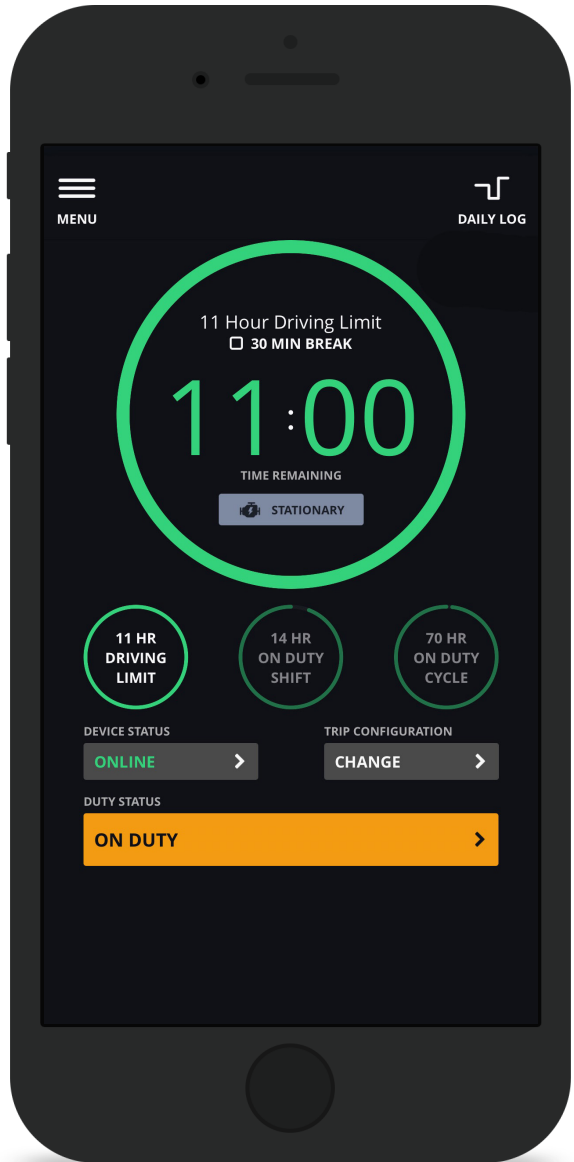 MENU
DAILY LOG
11 Hour Driving Limit
30 MIN BREAK
11:00
TIME REMAINING
STATIONARY
11 HR
DRIVING
LIMIT
14 HR
ON DUTY
SHIFT
70 HR
ON DUTY
CYCLE
DEVICE STATUS
TRIP CONFIGURATION
ONLINE
CHANGE
DUTY STATUS
ON DUTY